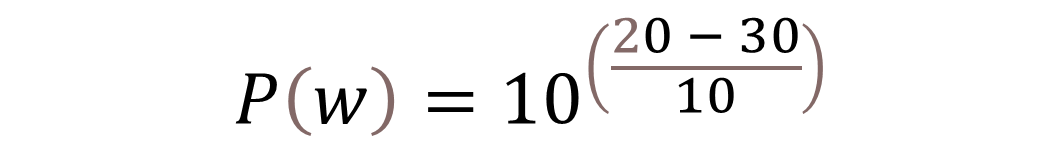 P(w) = 10^((20 − 30)/10)